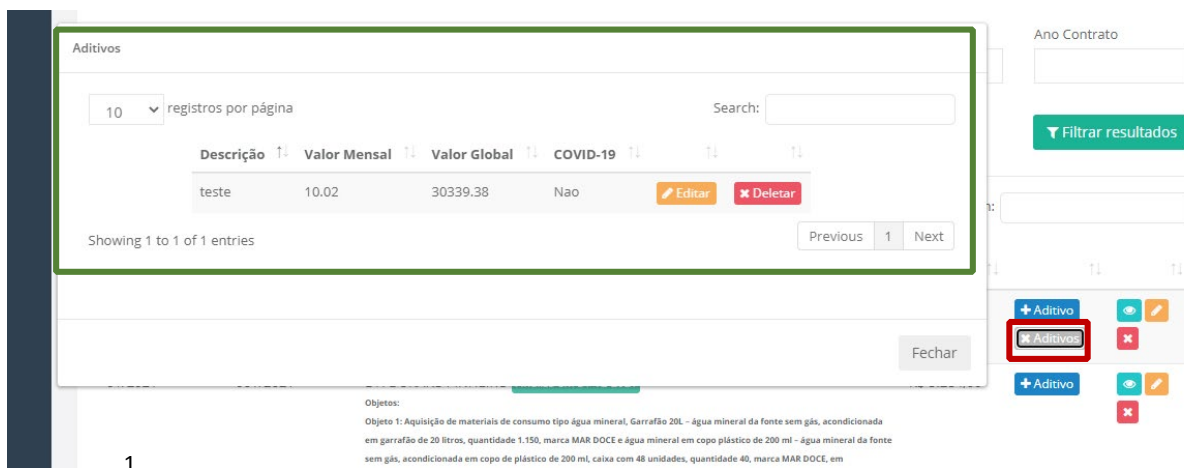 Aditivos
Ano Contrato
10 registros por página
Search:
Filtrar resultados
Descrição Valor Mensal Valor Global COVID-19
teste 10.02 30339.38 Nao Editar Deletar
Showing 1 to 1 of 1 entries
Previous 1 Next
Aditivo
Aditivos
Fechar
Aditivo
Objetos:
Objeto 1: Aquisição de materiais de consumo tipo água mineral, Garrafão 20L – água mineral da fonte sem gás, acondicionada
em garrafão de 20 litros, quantidade 1.150, marca MAR DOCE e água mineral em copo plástico de 200 ml – água mineral da fonte
sem gás, acondicionada em copo de plástico de 200 ml, caixa com 48 unidades, quantidade 40, marca MAR DOCE, em
1